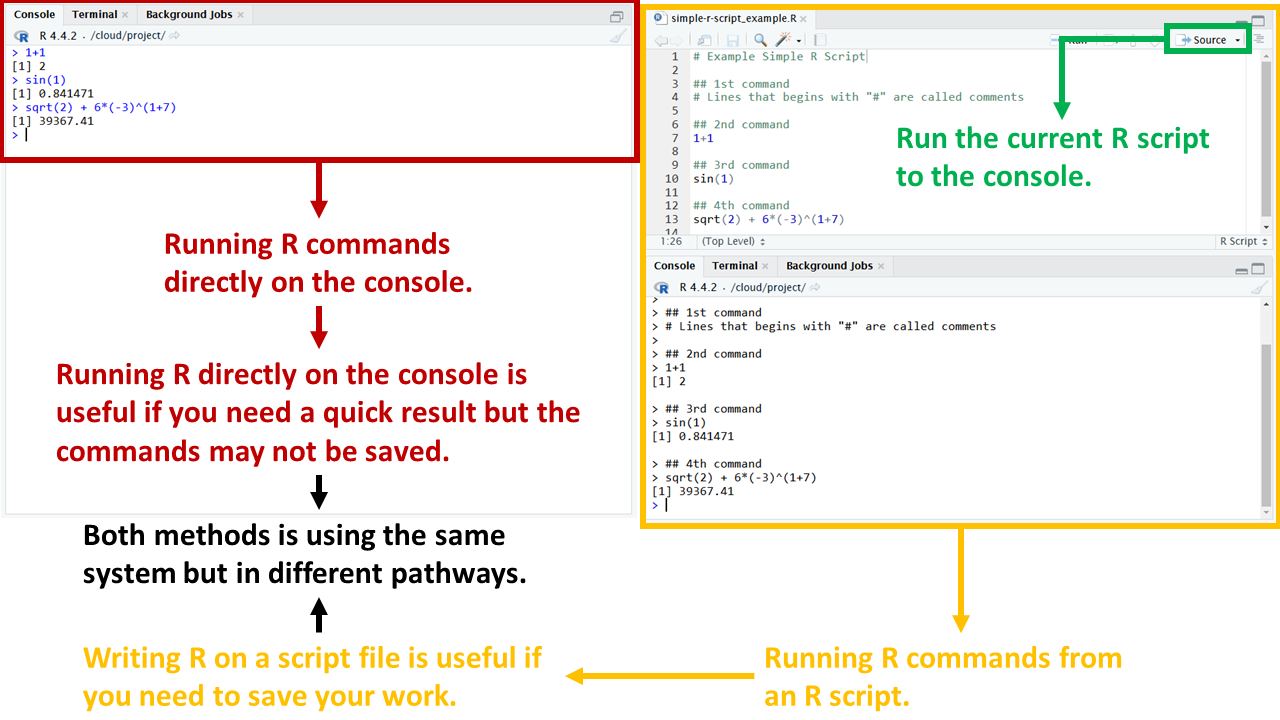 Console Terminal × Background Jobs ×
R 4.4.2 · /cloud/project/
> 1+1
[1] 2
> sin(1)
[1] 0.841471
> sqrt(2) + 6*(-3)^(1+7)
[1] 39367.41
>
Running R commands
directly on the console.
Running R directly on the console is
useful if you need a quick result but the
commands may not be saved.
Both methods is using the same
system but in different pathways.
Writing R on a script file is useful if
you need to save your work.
simple-r-script_example.R ×
Run Source
1 # Example Simple R Script
2
3 ## 1st command
4 # Lines that begins with "#" are called comments
5
6 ## 2nd command
7 1+1
8
9 ## 3rd command
10 sin(1)
11
12 ## 4th command
13 sqrt(2) + 6*(-3)^(1+7)
14
1:26 (Top Level) R Script
Run the current R script
to the console.
Console Terminal × Background Jobs ×
R 4.4.2 · /cloud/project/
>
> ## 1st command
> # Lines that begins with "#" are called comments
>
> ## 2nd command
> 1+1
[1] 2
> ## 3rd command
> sin(1)
[1] 0.841471
> ## 4th command
> sqrt(2) + 6*(-3)^(1+7)
[1] 39367.41
>
Running R commands from
an R script.